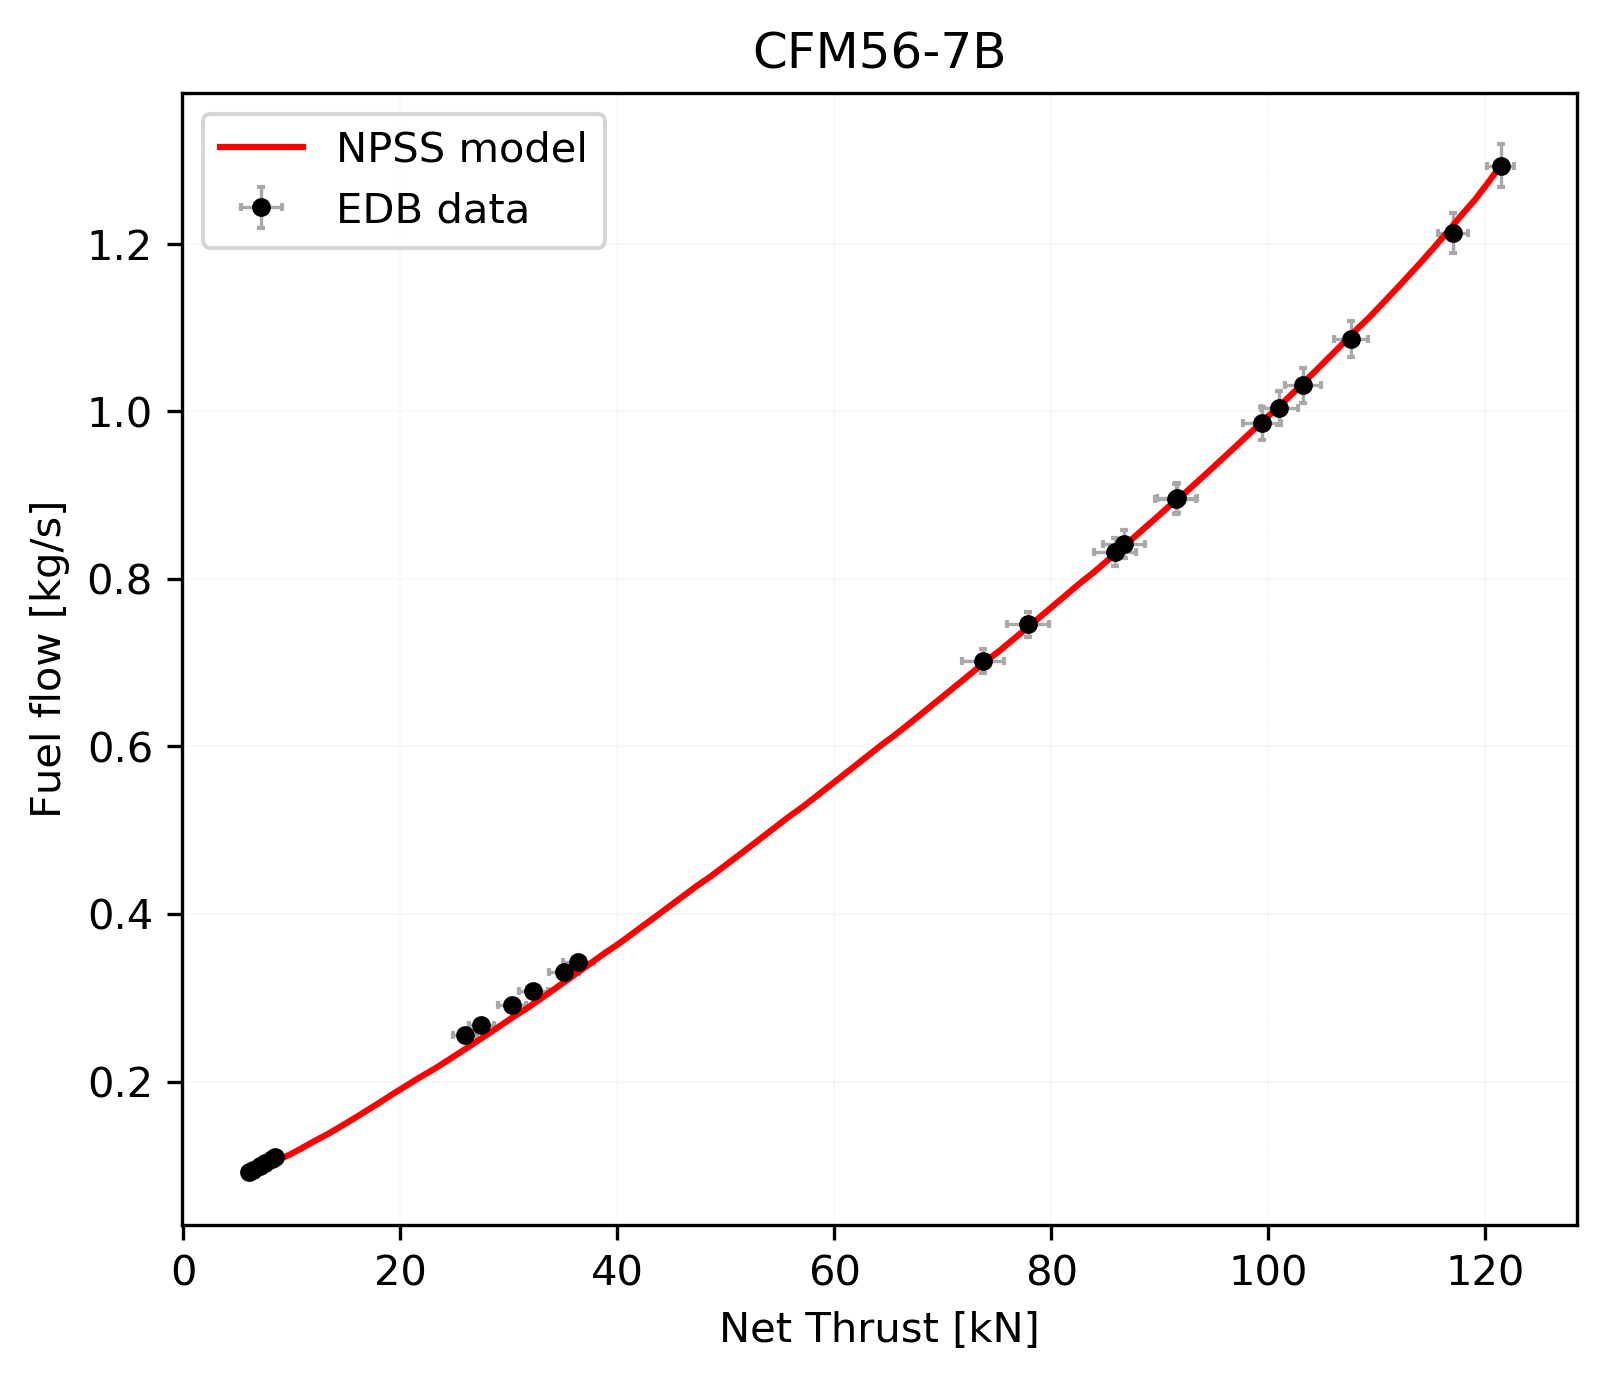 CFM56-7B
NPSS model
EDB data
Fuel flow [kg/s]
1.2
1.0
0.8
0.6
0.4
0.2
0 20 40 60 80 100 120
Net Thrust [kN]